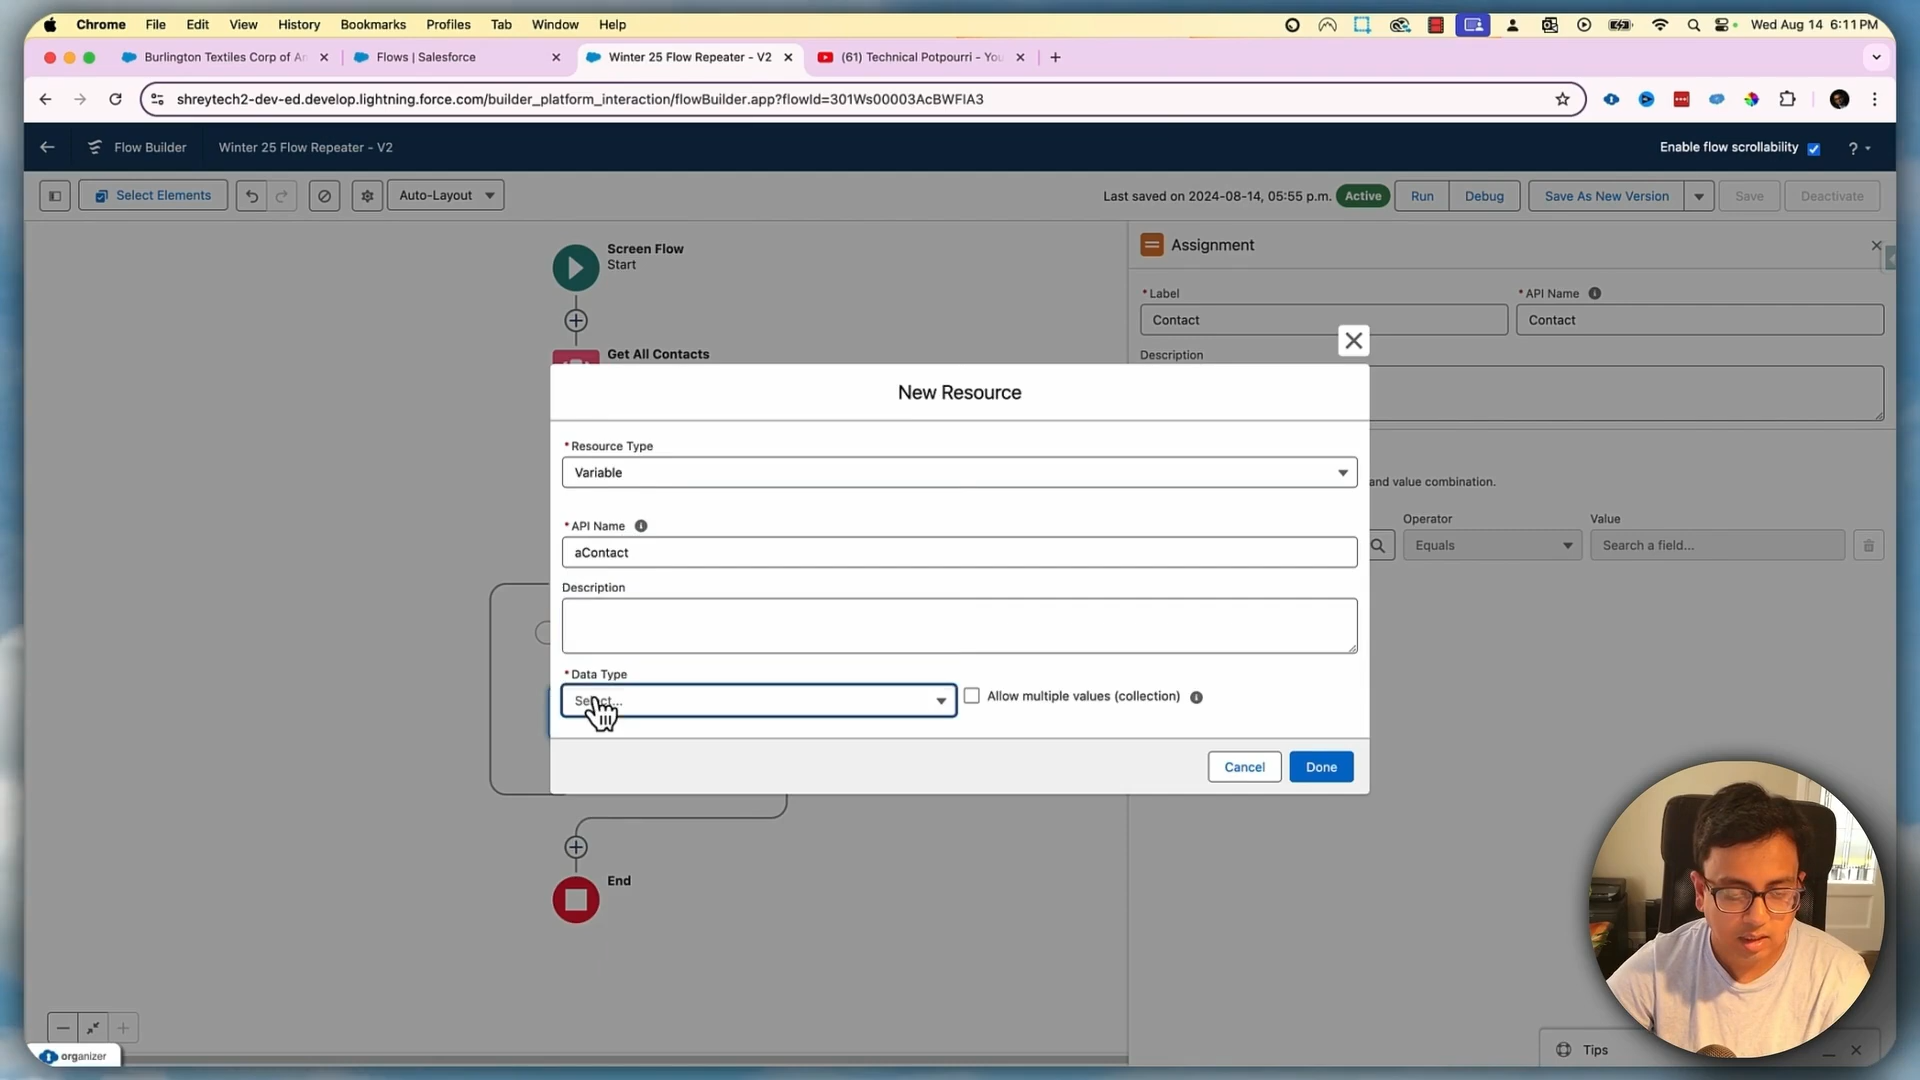 Chrome File Edit View History Bookmarks Profiles Tab Window Help Wed Aug 14 6:11 PM
Burlington Textiles Corp of Am Flows | Salesforce Winter 25 Flow Repeater - V2 (61) Technical Potpourri - You
shreytech2-dev-ed.develop.lightning.force.com/builder_platform_interaction/flowBuilder.app?flowId=301Ws00003AcBWFIA3
Flow Builder Winter 25 Flow Repeater - V2 Enable flow scrollability ?
Select Elements Auto-Layout Last saved on 2024-08-14, 05:55 p.m. Active Run Debug Save As New Version Save Deactivate
Screen Flow
Start
Get All Contacts
End
Assignment
* Label * API Name
Contact Contact
Description
and value combination.
Operator Value
Equals Search a field...
New Resource
* Resource Type
Variable
* API Name
aContact
Description
* Data Type
Select... Allow multiple values (collection)
Cancel Done
organizer
Tips